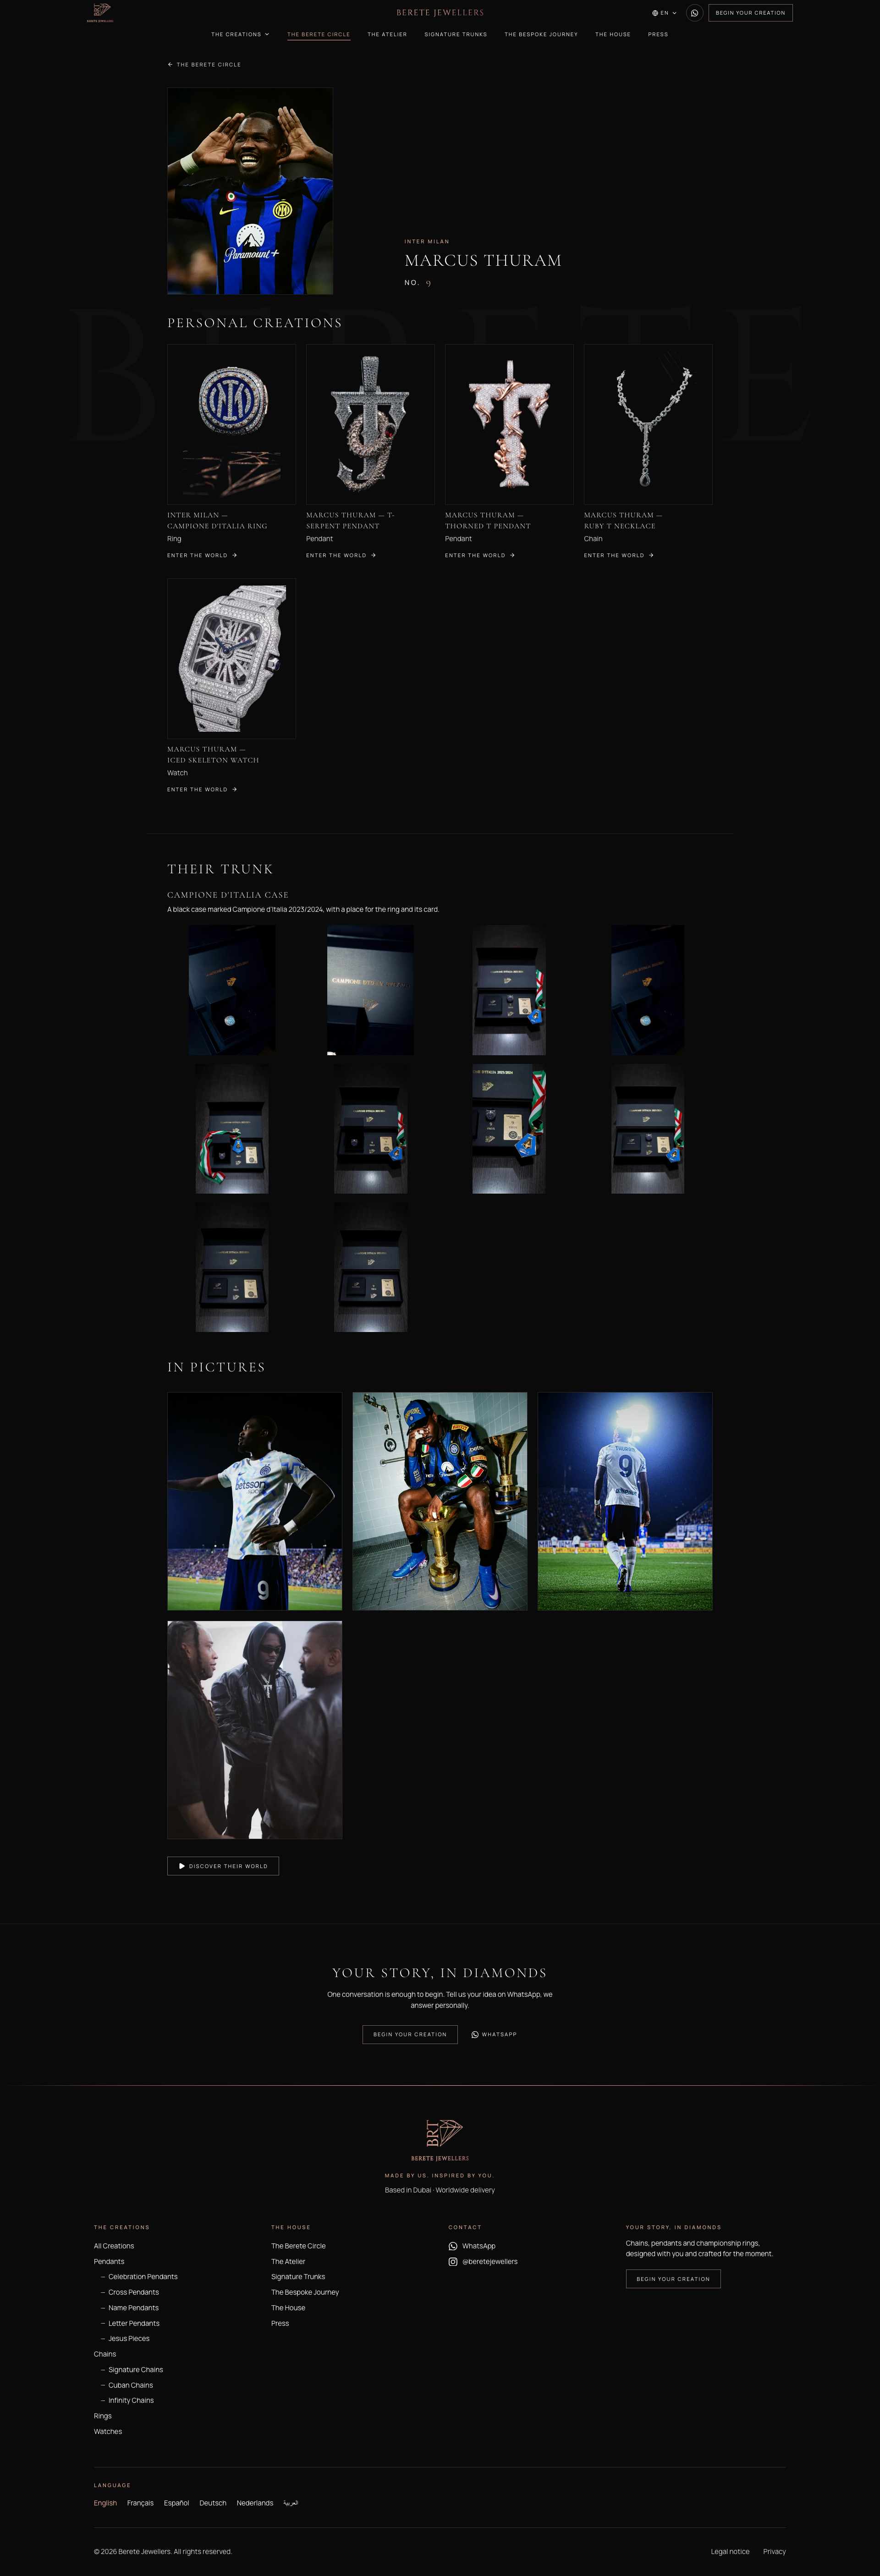 BERETE JEWELLERS
EN
BEGIN YOUR CREATION
THE CREATIONS
THE BERETE CIRCLE
THE ATELIER
SIGNATURE TRUNKS
THE BESPOKE JOURNEY
THE HOUSE
PRESS
← THE BERETE CIRCLE
Paramount+
INTER MILAN
MARCUS THURAM
NO. 9
BERETE
PERSONAL CREATIONS
INTER MILAN —
CAMPIONE D'ITALIA RING
Ring
ENTER THE WORLD →
MARCUS THURAM — T-
SERPENT PENDANT
Pendant
ENTER THE WORLD →
MARCUS THURAM —
THORNED T PENDANT
Pendant
ENTER THE WORLD →
MARCUS THURAM —
RUBY T NECKLACE
Chain
ENTER THE WORLD →
MARCUS THURAM —
ICED SKELETON WATCH
Watch
ENTER THE WORLD →
THEIR TRUNK
CAMPIONE D'ITALIA CASE
A black case marked Campione d'Italia 2023/2024, with a place for the ring and its card.
IN PICTURES
betsson
9
THURAM
9
DISCOVER THEIR WORLD
YOUR STORY, IN DIAMONDS
One conversation is enough to begin. Tell us your idea on WhatsApp, we
answer personally.
BEGIN YOUR CREATION
WHATSAPP
BRT
BERETE JEWELLERS
MADE BY US. INSPIRED BY YOU.
Based in Dubai · Worldwide delivery
THE CREATIONS
All Creations
Pendants
— Celebration Pendants
— Cross Pendants
— Name Pendants
— Letter Pendants
— Jesus Pieces
Chains
— Signature Chains
— Cuban Chains
— Infinity Chains
Rings
Watches
THE HOUSE
The Berete Circle
The Atelier
Signature Trunks
The Bespoke Journey
The House
Press
CONTACT
WhatsApp
@beretejewellers
YOUR STORY, IN DIAMONDS
Chains, pendants and championship rings,
designed with you and crafted for the moment.
BEGIN YOUR CREATION
LANGUAGE
English
Français
Español
Deutsch
Nederlands
العربية
© 2026 Berete Jewellers. All rights reserved.
Legal notice
Privacy